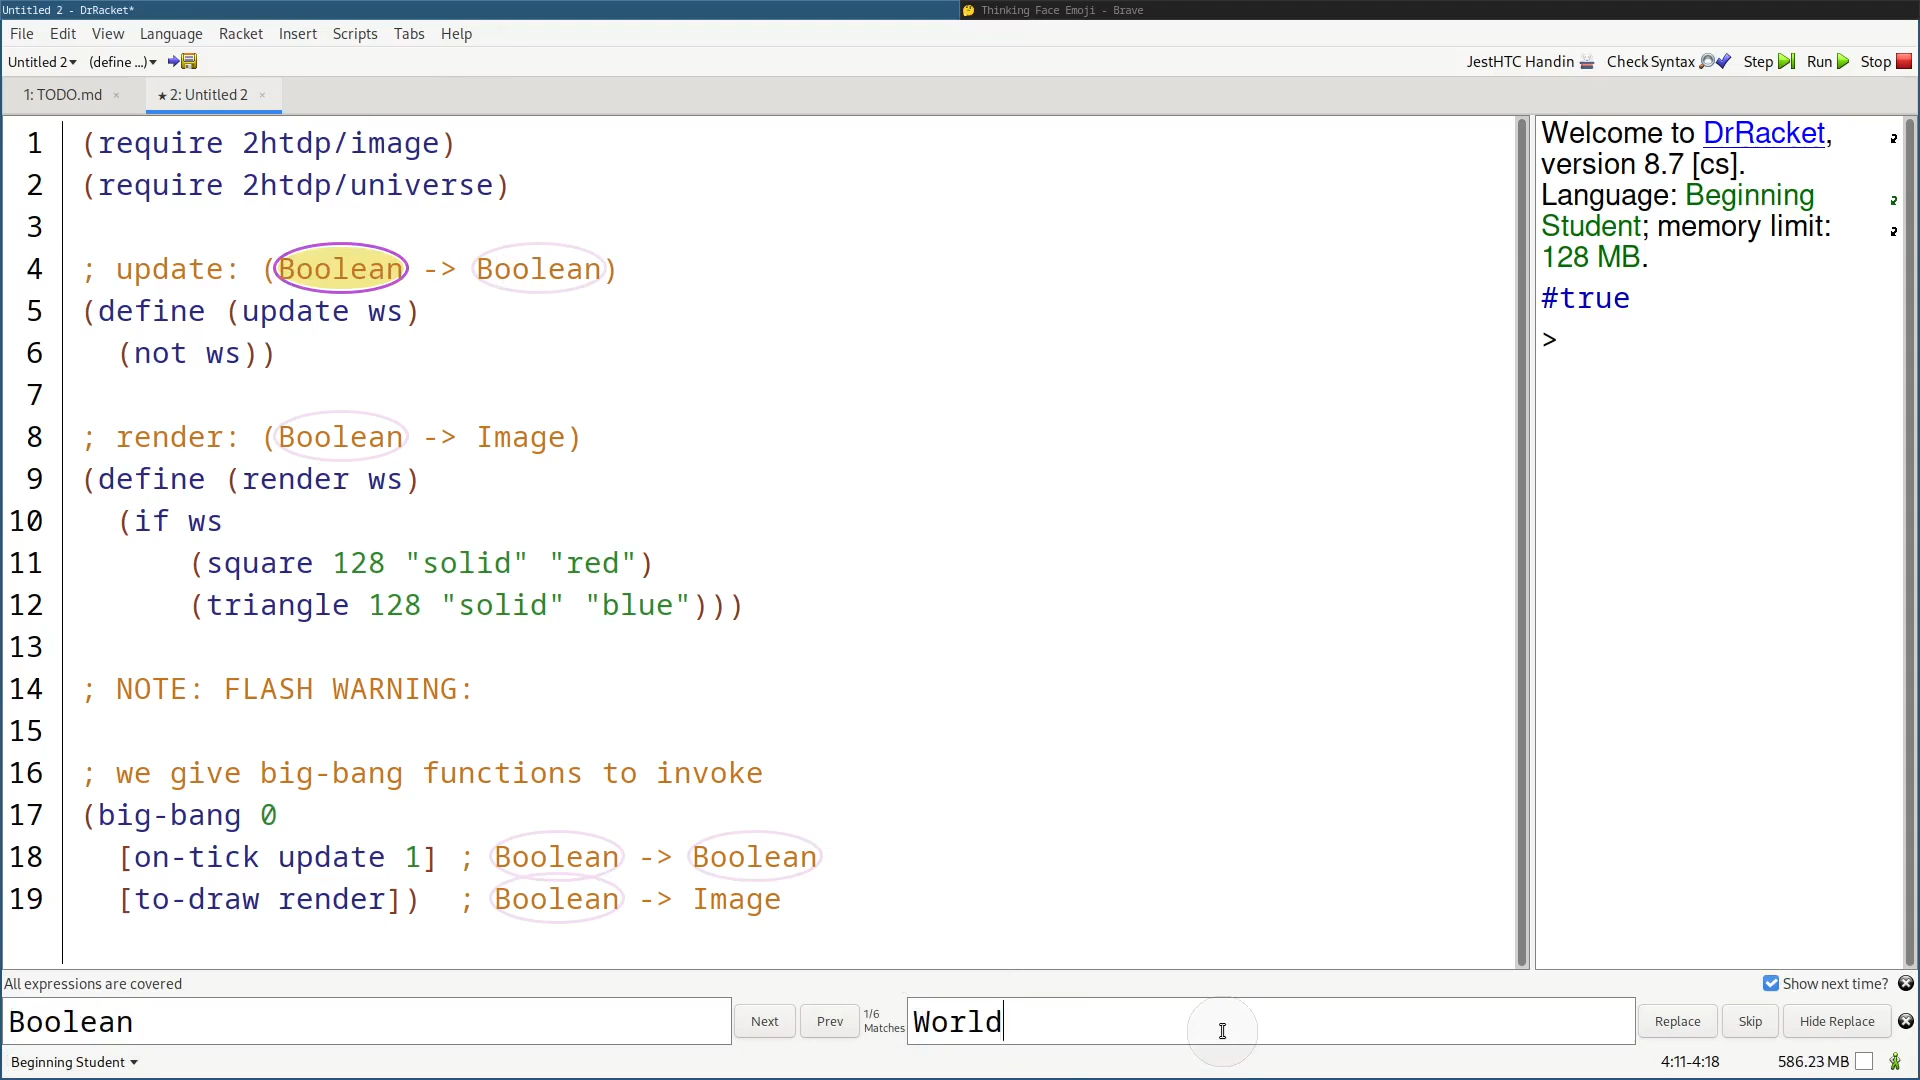 Untitled 2 - DrRacket*
Thinking Face Emoji - Brave
File Edit View Language Racket Insert Scripts Tabs Help
Untitled 2 (define ...) JestHTC Handin Check Syntax Step Run Stop
1: TODO.md × ★ 2: Untitled 2 ×
1 (require 2htdp/image)
2 (require 2htdp/universe)
3
4 ; update: (Boolean -> Boolean)
5 (define (update ws)
6   (not ws))
7
8 ; render: (Boolean -> Image)
9 (define (render ws)
10   (if ws
11       (square 128 "solid" "red")
12       (triangle 128 "solid" "blue")))
13
14 ; NOTE: FLASH WARNING:
15
16 ; we give big-bang functions to invoke
17 (big-bang 0
18   [on-tick update 1] ; Boolean -> Boolean
19   [to-draw render])  ; Boolean -> Image
Welcome to DrRacket,
version 8.7 [cs].
Language: Beginning
Student; memory limit:
128 MB.
#true
>
All expressions are covered
Show next time?
Boolean
Next Prev
1/6
Matches
World
Replace Skip Hide Replace
Beginning Student
4:11-4:18 586.23 MB